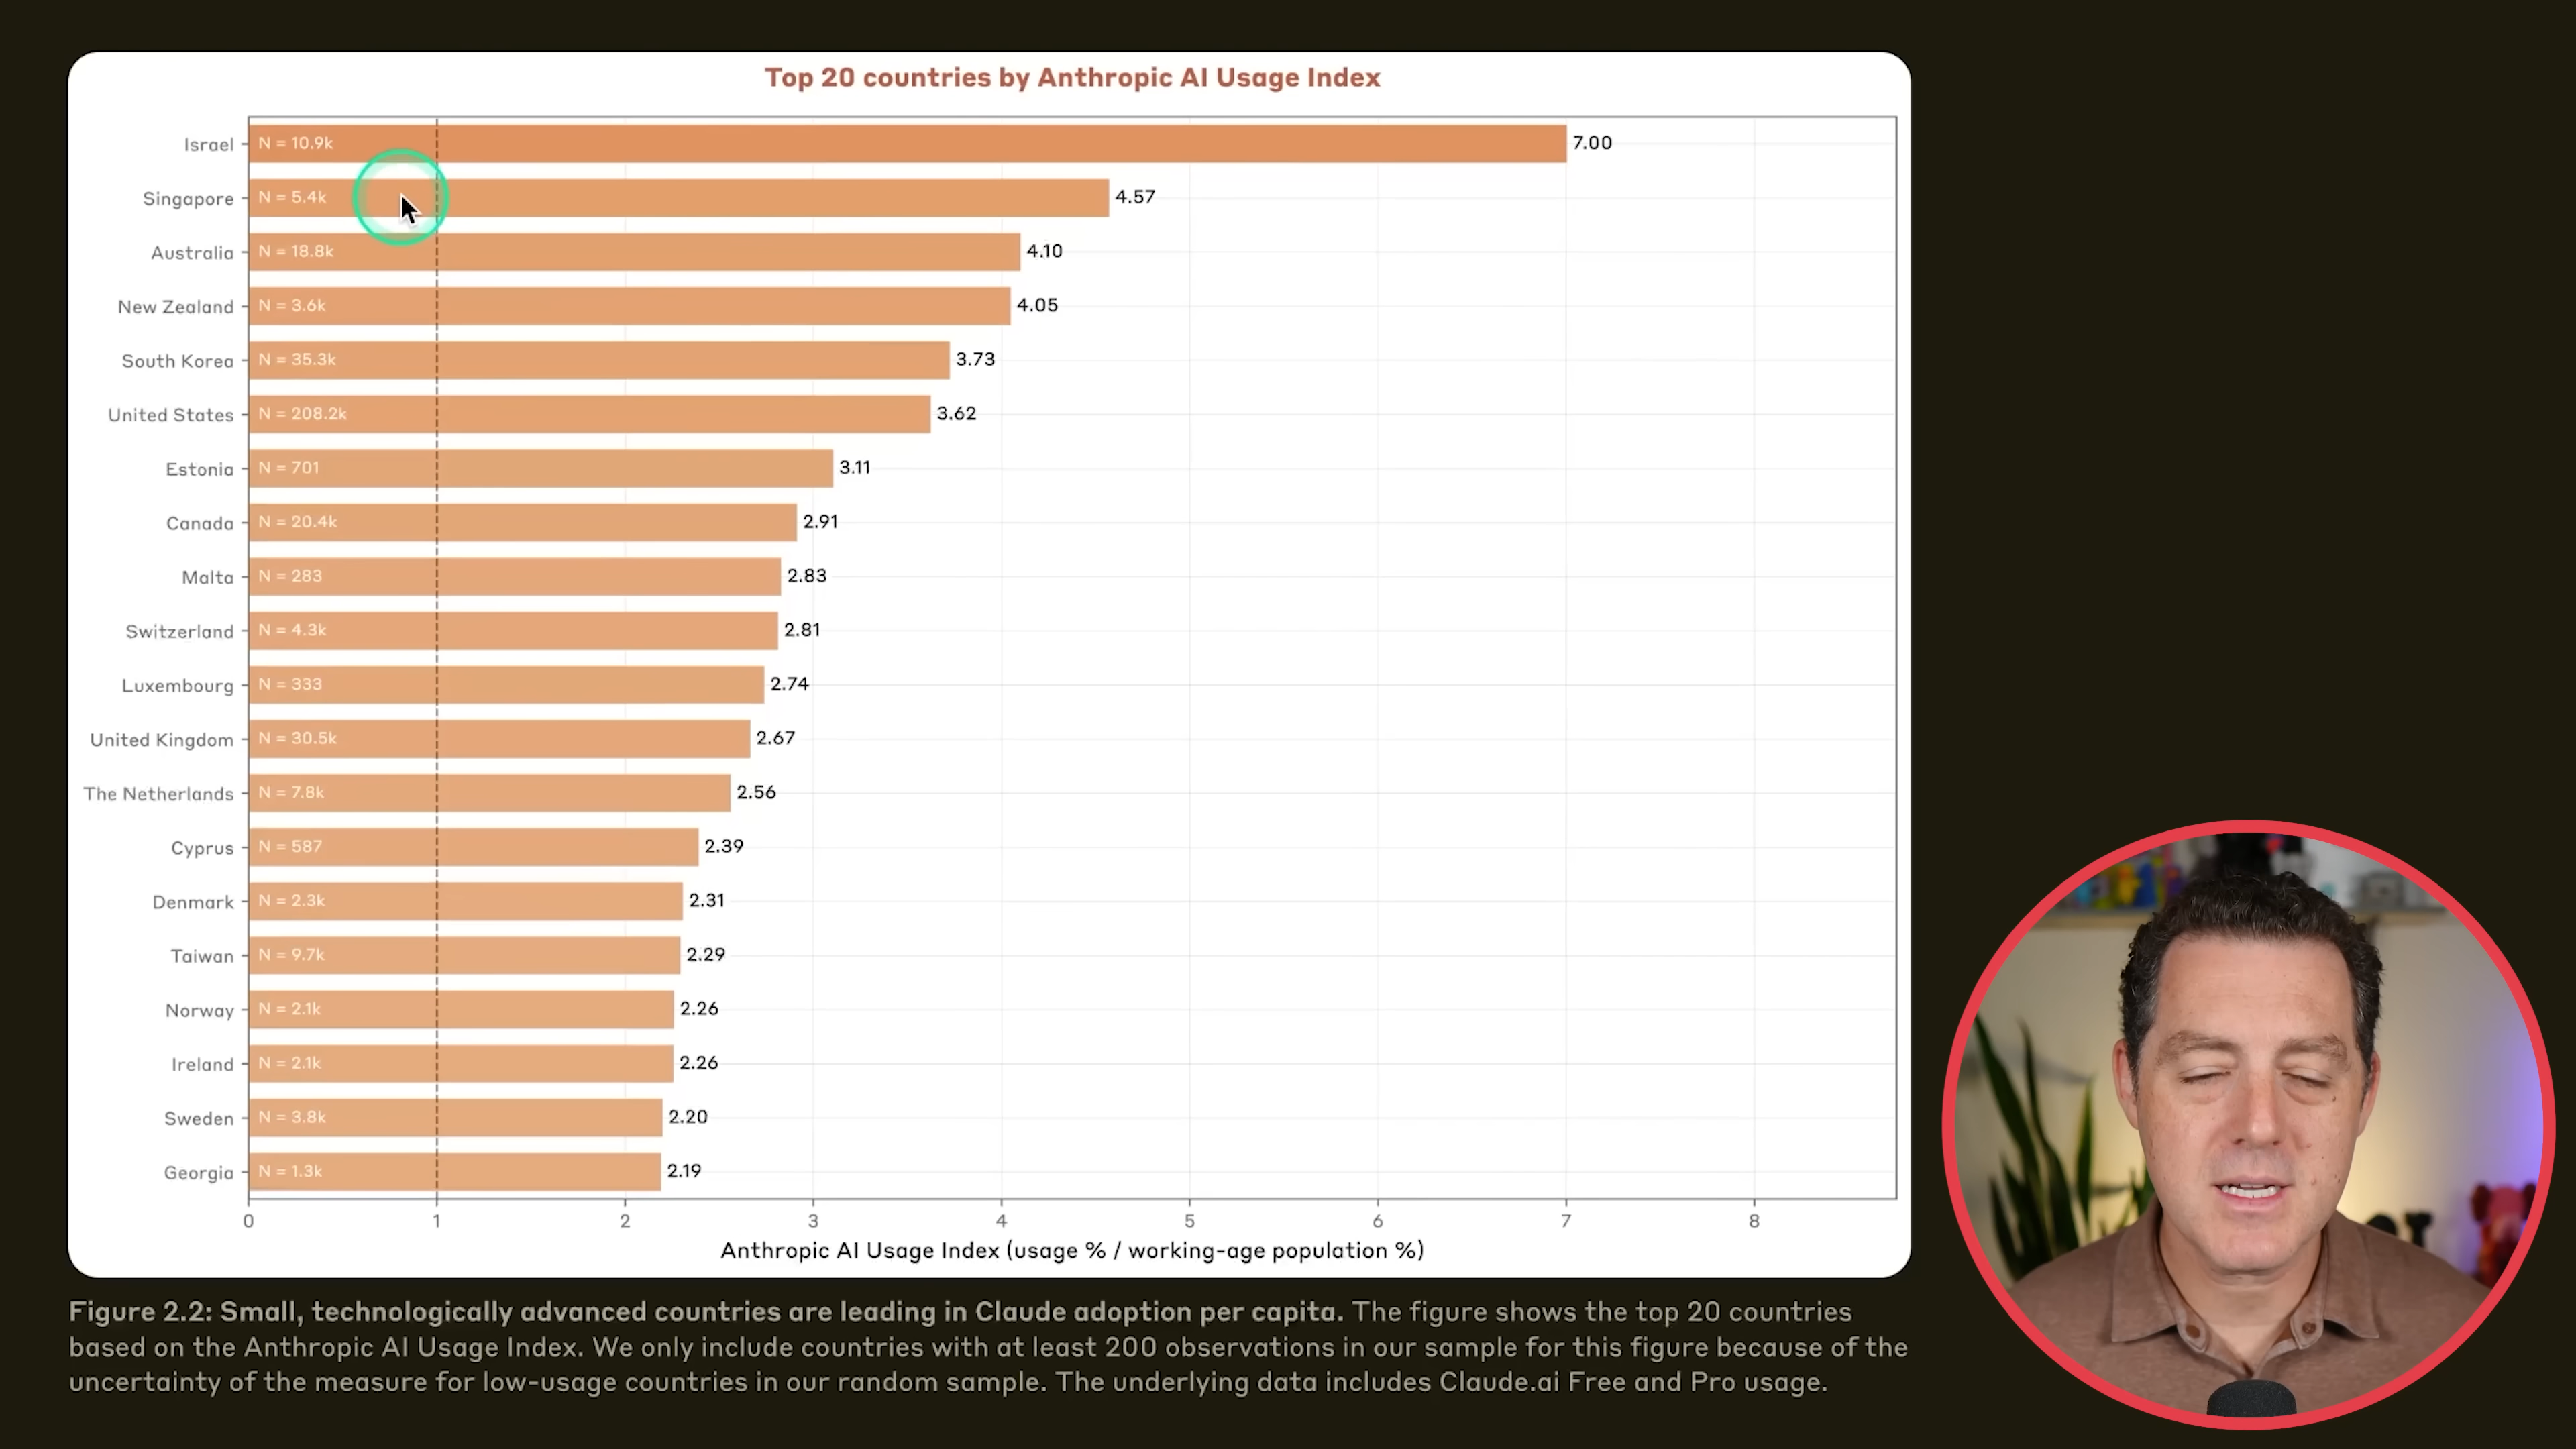 Top 20 countries by Anthropic AI Usage Index
Israel N = 10.9k 7.00
Singapore N = 5.4k 4.57
Australia N = 18.8k 4.10
New Zealand N = 3.6k 4.05
South Korea N = 35.3k 3.73
United States N = 208.2k 3.62
Estonia N = 701 3.11
Canada N = 20.4k 2.91
Malta N = 283 2.83
Switzerland N = 4.3k 2.81
Luxembourg N = 333 2.74
United Kingdom N = 30.5k 2.67
The Netherlands N = 7.8k 2.56
Cyprus N = 587 2.39
Denmark N = 2.3k 2.31
Taiwan N = 9.7k 2.29
Norway N = 2.1k 2.26
Ireland N = 2.1k 2.26
Sweden N = 3.8k 2.20
Georgia N = 1.3k 2.19
0 1 2 3 4 5 6 7 8
Anthropic AI Usage Index (usage % / working-age population %)
Figure 2.2: Small, technologically advanced countries are leading in Claude adoption per capita. The figure shows the top 20 countries
based on the Anthropic AI Usage Index. We only include countries with at least 200 observations in our sample for this figure because of the
uncertainty of the measure for low-usage countries in our random sample. The underlying data includes Claude.ai Free and Pro usage.